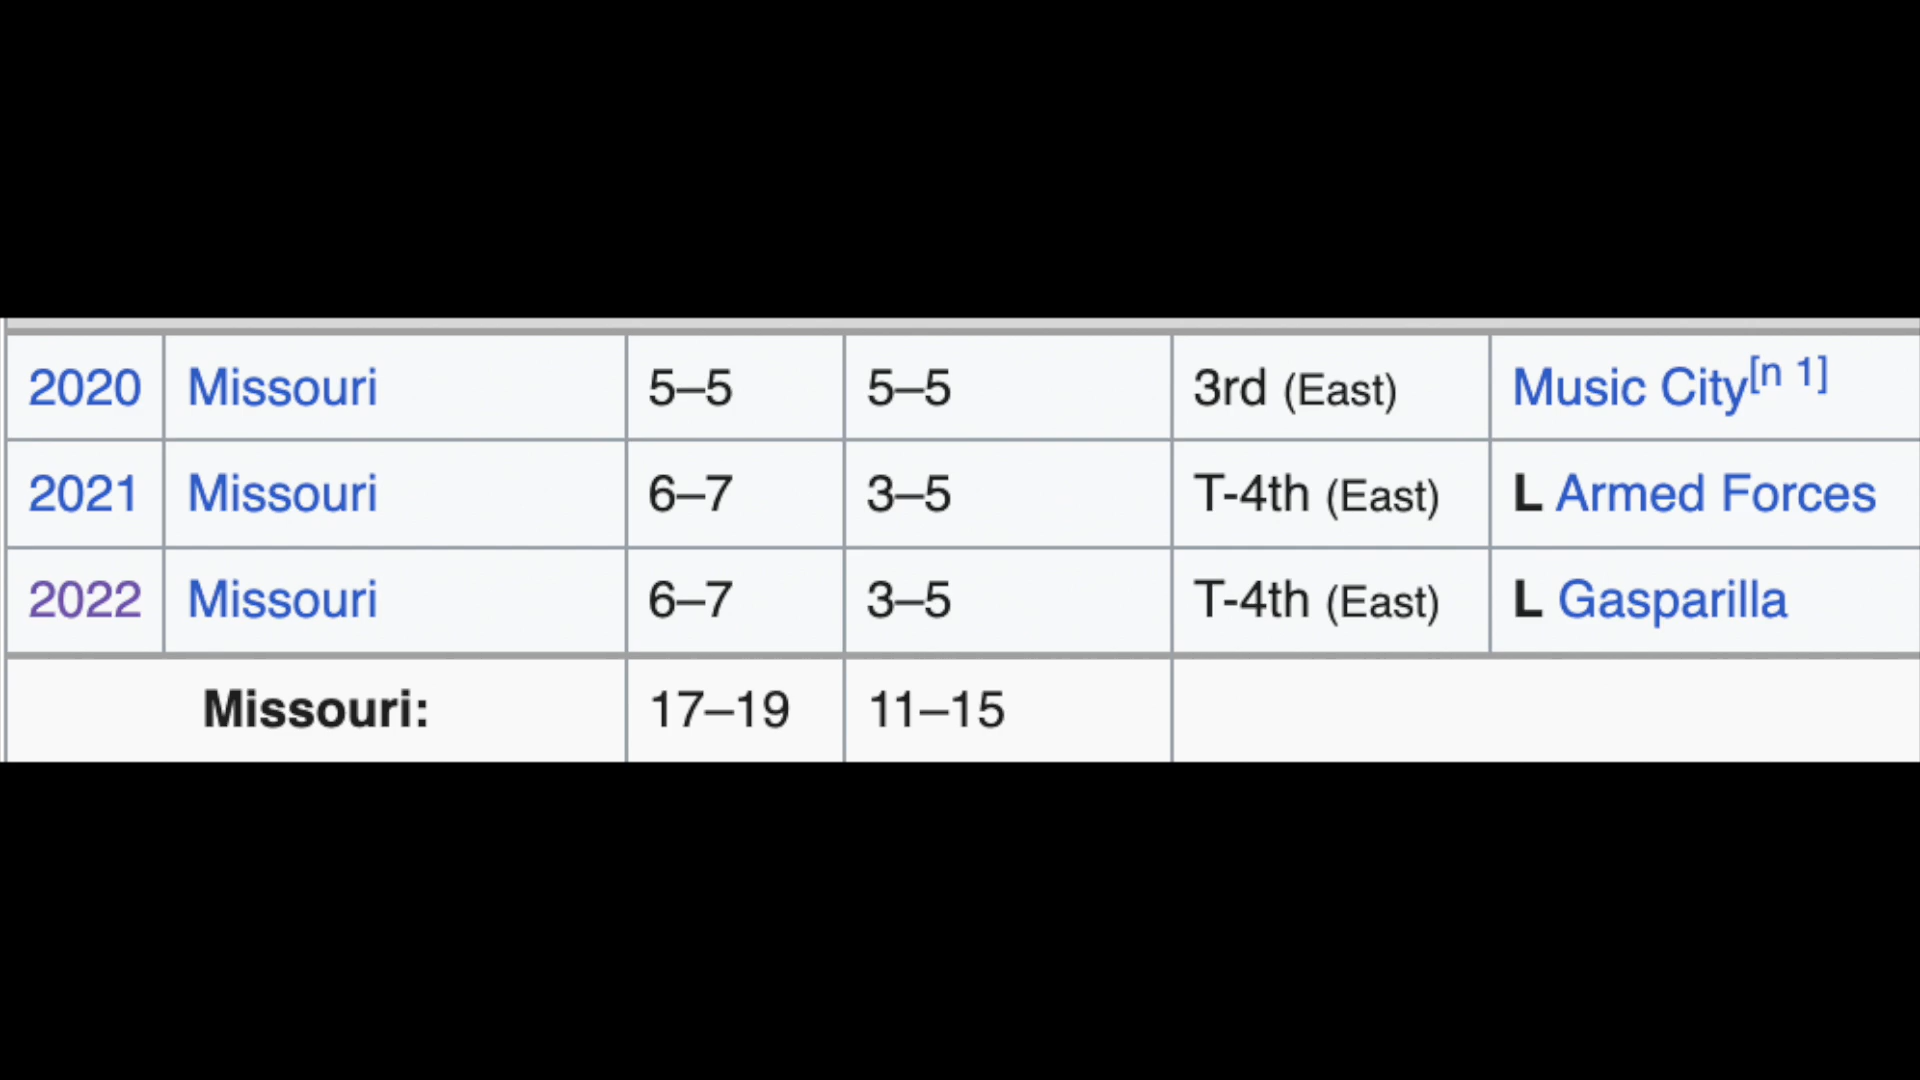 2020 Missouri 5–5 5–5 3rd (East) Music City[n 1]
2021 Missouri 6–7 3–5 T-4th (East) L Armed Forces
2022 Missouri 6–7 3–5 T-4th (East) L Gasparilla
Missouri: 17–19 11–15